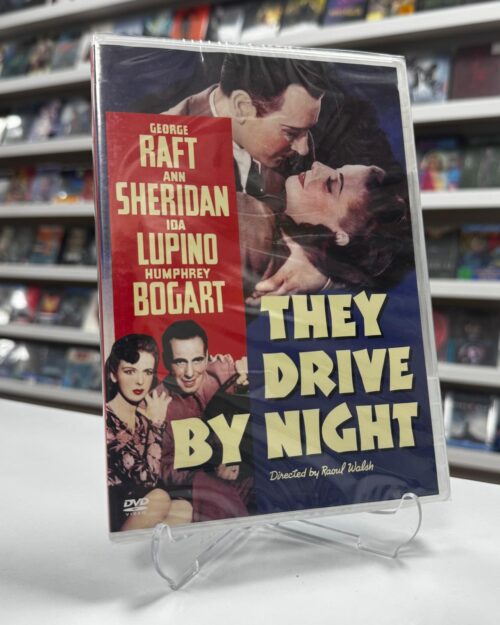 GEORGE
RAFT
ANN
SHERIDAN
IDA
LUPINO
HUMPHREY
BOGART
THEY
DRIVE
BY NIGHT
Directed by Raoul Walsh
DVD
VIDEO